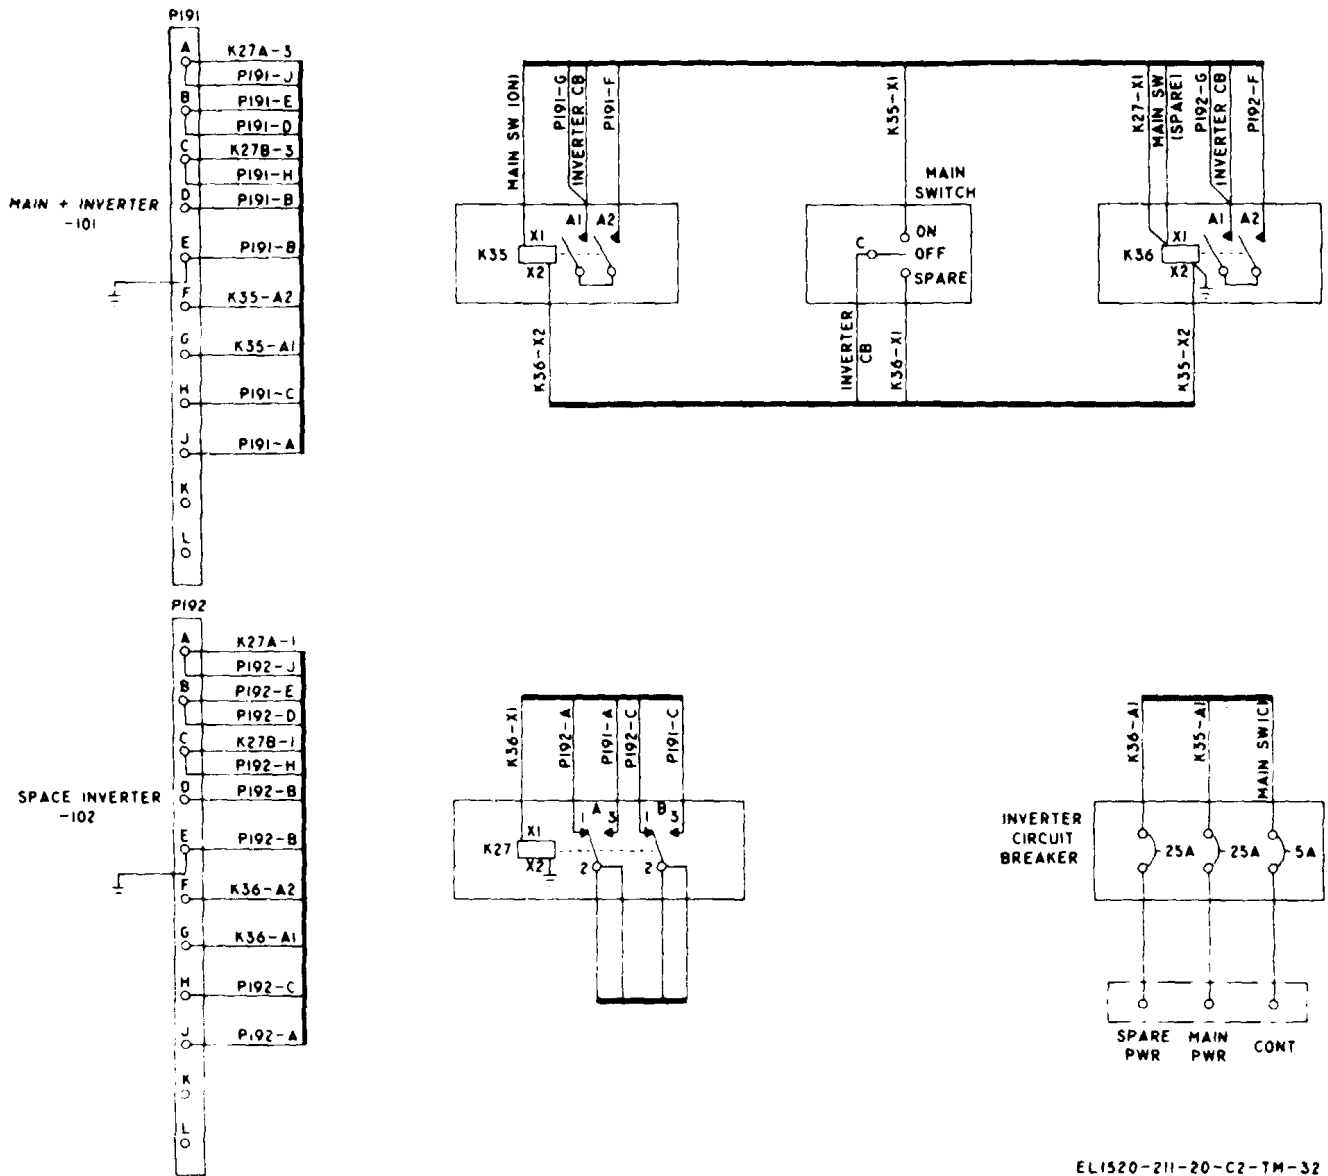 P191
A
K27A-3
P191-J
B
P191-E
P191-D
C
K27B-3
P191-H
D
P191-B
MAIN + INVERTER
-101
E
P191-B
F
K35-A2
G
K35-A1
H
P191-C
J
P191-A
K
L
MAIN SW (ON)
P191-G
INVERTER CB
P191-F
K35-X1
K27-X1
MAIN SW
(SPARE)
P192-G
INVERTER CB
P192-F
K35
X1
X2
A1
A2
MAIN
SWITCH
C
ON
OFF
SPARE
K36
X1
X2
A1
A2
K36-X2
INVERTER
CB
K36-X1
K35-X2
P192
A
K27A-1
P192-J
B
P192-E
P192-D
C
K27B-1
P192-H
D
P192-B
SPACE INVERTER
-102
E
P192-B
F
K36-A2
G
K36-A1
H
P192-C
J
P192-A
K
L
K36-X1
P192-A
P191-A
P192-C
P191-C
K27
X1
X2
A
1
3
2
B
1
3
2
K36-A1
K35-A1
MAIN SWICH
INVERTER
CIRCUIT
BREAKER
25A
25A
5A
SPARE
PWR
MAIN
PWR
CONT
EL1520-211-20-C2-TM-32